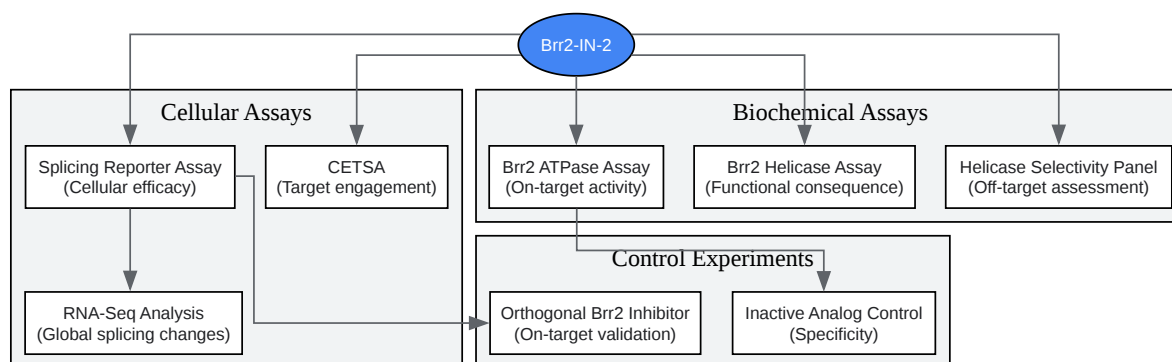 Brr2-IN-2
Cellular Assays
Splicing Reporter Assay
(Cellular efficacy)
CETSA
(Target engagement)
RNA-Seq Analysis
(Global splicing changes)
Biochemical Assays
Brr2 ATPase Assay
(On-target activity)
Brr2 Helicase Assay
(Functional consequence)
Helicase Selectivity Panel
(Off-target assessment)
Control Experiments
Orthogonal Brr2 Inhibitor
(On-target validation)
Inactive Analog Control
(Specificity)